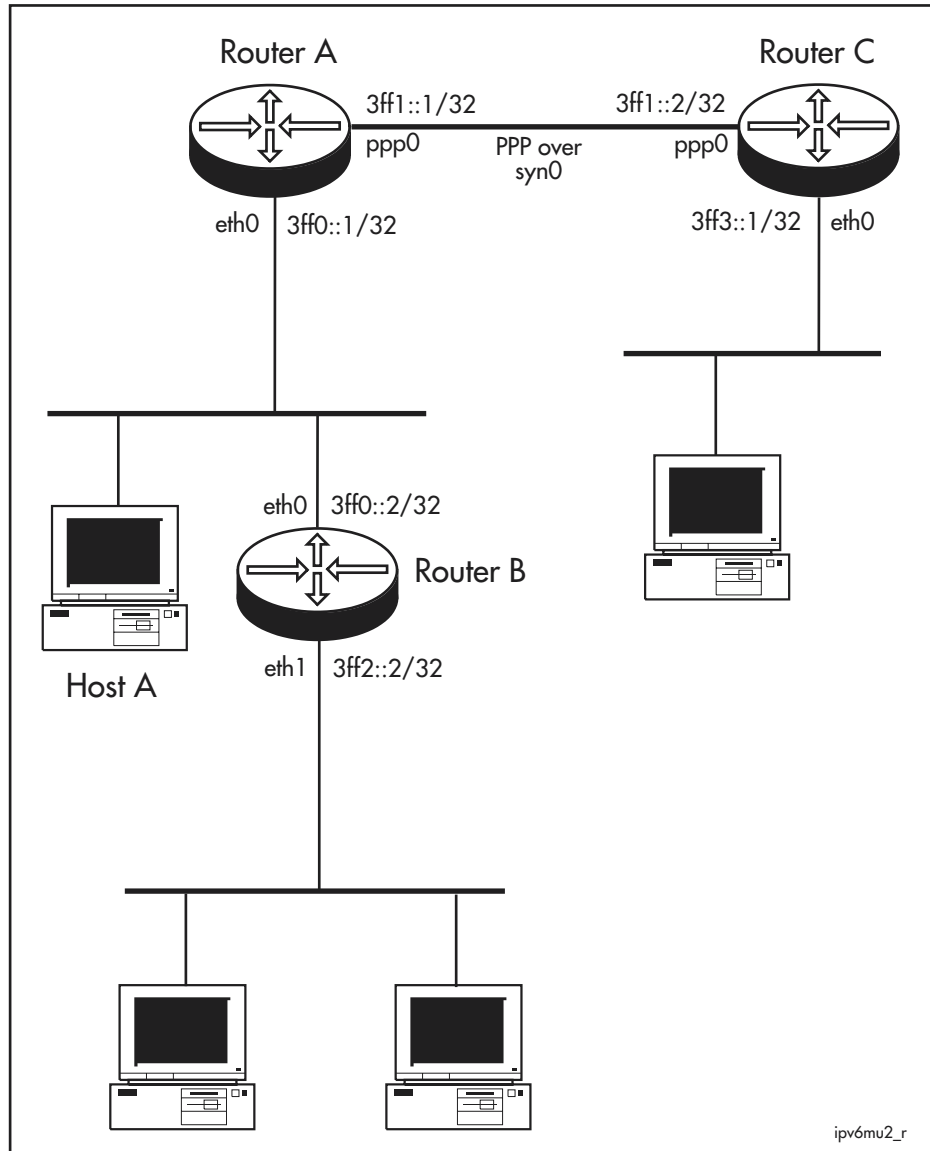 Router A
Router C
3ff1::1/32
3ff1::2/32
ppp0
PPP over
syn0
ppp0
eth0
3ff0::1/32
3ff3::1/32
eth0
eth0
3ff0::2/32
Router B
eth1
3ff2::2/32
Host A
ipv6mu2_r